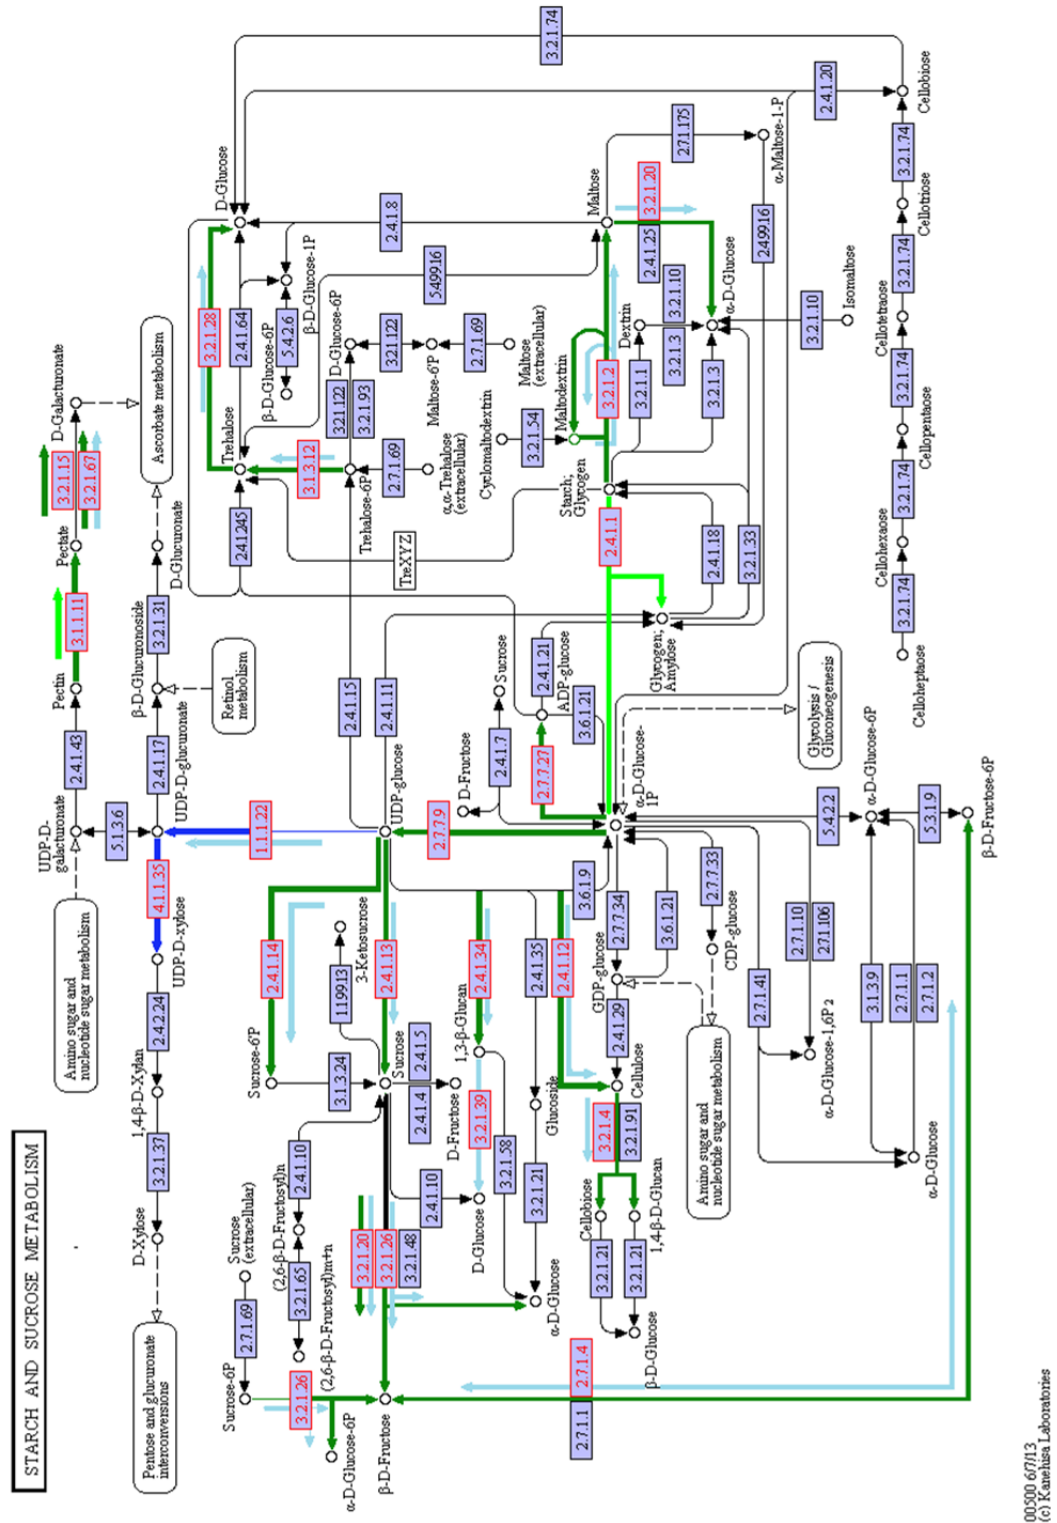 STARCH AND SUCROSE METABOLISM
Pentose and glucuronate
interconversions
D-Xylose
3.2.1.37
1,4-β-D-Xylan
2.4.2.24
UDP-D-xylose
4.1.1.35
Amino sugar and
nucleotide sugar metabolism
UDP-D-
galacturonate
5.1.3.6
2.4.1.43
Pectin
3.1.1.11
Pectate
3.2.1.15
3.2.1.67
D-Galacturonate
UDP-D-glucuronate
2.4.1.17
β-D-Glucuronoside
3.2.1.31
D-Glucuronate
Ascorbate metabolism
Retinol
metabolism
1.1.1.22
Sucrose-6P
2.7.1.69
Sucrose
(extracellular)
3.2.1.26
α-D-Glucose-6P
(2,6-β-D-Fructosyl)m+n
3.2.1.65
(2,6-β-D-Fructosyl)n
2.4.1.10
β-D-Fructose
3.2.1.20
3.2.1.26
3.2.1.48
Sucrose-6'P
2.4.1.14
3.1.3.24
Sucrose
1.1.99.13
3-Ketosucrose
2.4.1.13
2.4.1.4
2.4.1.5
D-Fructose
2.4.1.10
D-Glucose
3.2.1.39
1,3-β-Glucan
2.4.1.34
3.2.1.58
α-D-Glucose
3.2.1.21
Glucoside
2.4.1.35
2.4.1.12
Cellulose
3.2.1.4
3.2.1.91
Cellobiose
1,4-β-D-Glucan
3.2.1.21
3.2.1.21
β-D-Glucose
2.7.1.1
2.7.1.4
UDP-glucose
2.7.7.9
3.6.1.9
2.4.1.15
2.4.1.11
Trehalose-6P
3.1.3.12
Trehalose
2.4.1.245
3.2.1.28
2.4.1.64
D-Glucose
β-D-Glucose-1P
5.4.2.6
β-D-Glucose-6P
2.4.1.8
5.4.99.16
3.2.1.122
3.2.1.93
D-Glucose-6P
3.2.1.122
Maltose-6'P
2.7.1.69
Maltose
(extracellular)
2.7.1.69
α,α-Trehalose
(extracellular)
Cyclomaltodextrin
3.2.1.54
Maltodextrin
TreXYZ
Starch;
Glycogen
3.2.1.2
Maltose
3.2.1.20
2.4.1.25
2.7.1.175
α-Maltose-1-P
2.4.99.16
3.2.1.1
Dextrin
3.2.1.10
3.2.1.3
3.2.1.3
α-D-Glucose
3.2.1.10
Isomaltose
2.4.1.1
2.4.1.18
3.2.1.33
Glycogen;
Amylose
D-Fructose
2.4.1.7
Sucrose
2.7.7.27
ADP-glucose
2.4.1.21
3.6.1.21
α-D-Glucose-
1P
Glycolysis /
Gluconeogenesis
GDP-glucose
2.7.7.34
3.6.1.21
2.4.1.29
2.7.7.33
CDP-glucose
Amino sugar and
nucleotide sugar metabolism
2.7.1.41
2.7.1.10
2.7.1.106
α-D-Glucose-1,6P2
5.4.2.2
α-D-Glucose-6P
5.3.1.9
β-D-Fructose-6P
3.1.3.9
2.7.1.1
2.7.1.2
α-D-Glucose
3.2.1.74
2.4.1.20
Cellobiose
3.2.1.74
Cellotriose
3.2.1.74
Cellotetraose
3.2.1.74
Cellopentaose
3.2.1.74
Cellohexaose
3.2.1.74
Celloheptaose
00500 6/7/13
(c) Kanehisa Laboratories